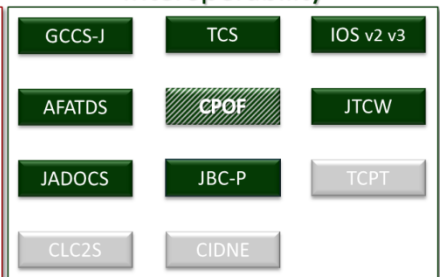 GCCS-J TCS IOS v2 v3
AFATDS CPOF JTCW
JADOCS JBC-P TCPT
CLC2S CIDNE